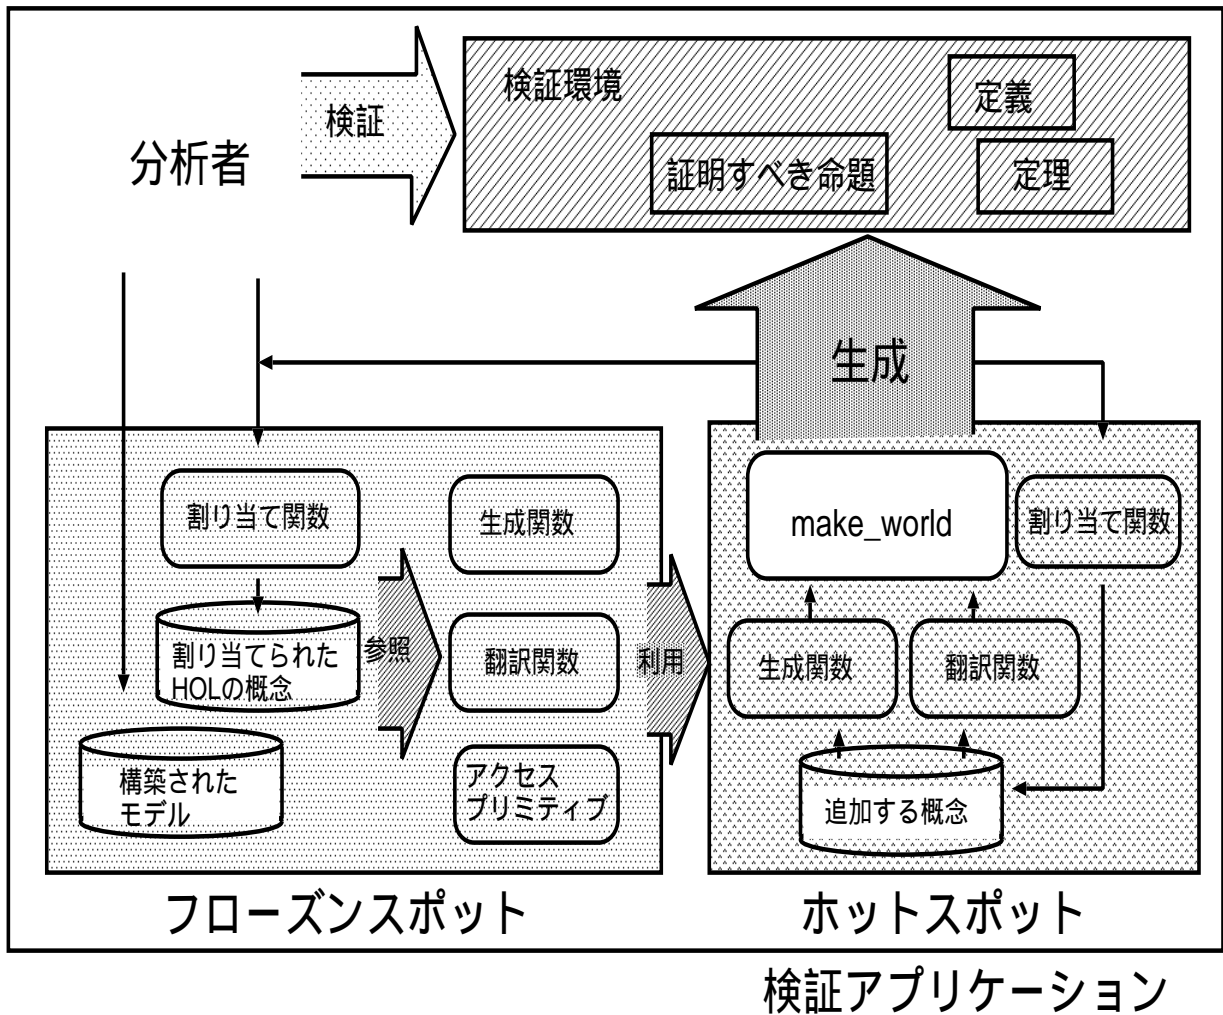 検証環境
定義
検証
分析者
証明すべき命題
定理
生成
割り当て関数
生成関数
make_world
割り当て関数
割り当てられた
HOLの概念
参照
翻訳関数
利用
生成関数
翻訳関数
構築された
モデル
アクセス
プリミティブ
追加する概念
フローズンスポット
ホットスポット
検証アプリケーション